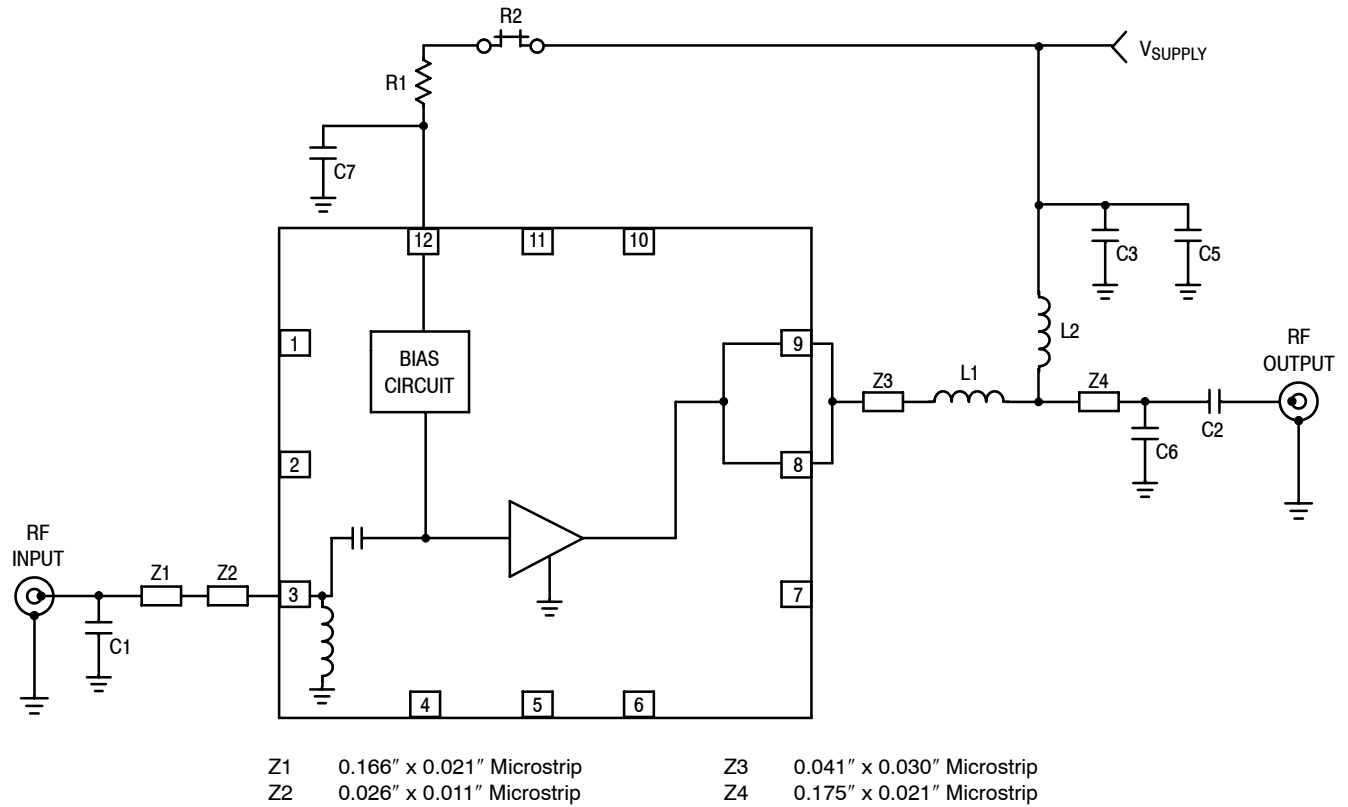 R2
V_SUPPLY
R1
C7
12
11
10
C3
C5
1
BIAS
CIRCUIT
9
L2
RF
OUTPUT
Z3
L1
Z4
2
8
C6
C2
RF
INPUT
Z1
Z2
3
7
C1
4
5
6
Z1 0.166″ x 0.021″ Microstrip
Z2 0.026″ x 0.011″ Microstrip
Z3 0.041″ x 0.030″ Microstrip
Z4 0.175″ x 0.021″ Microstrip